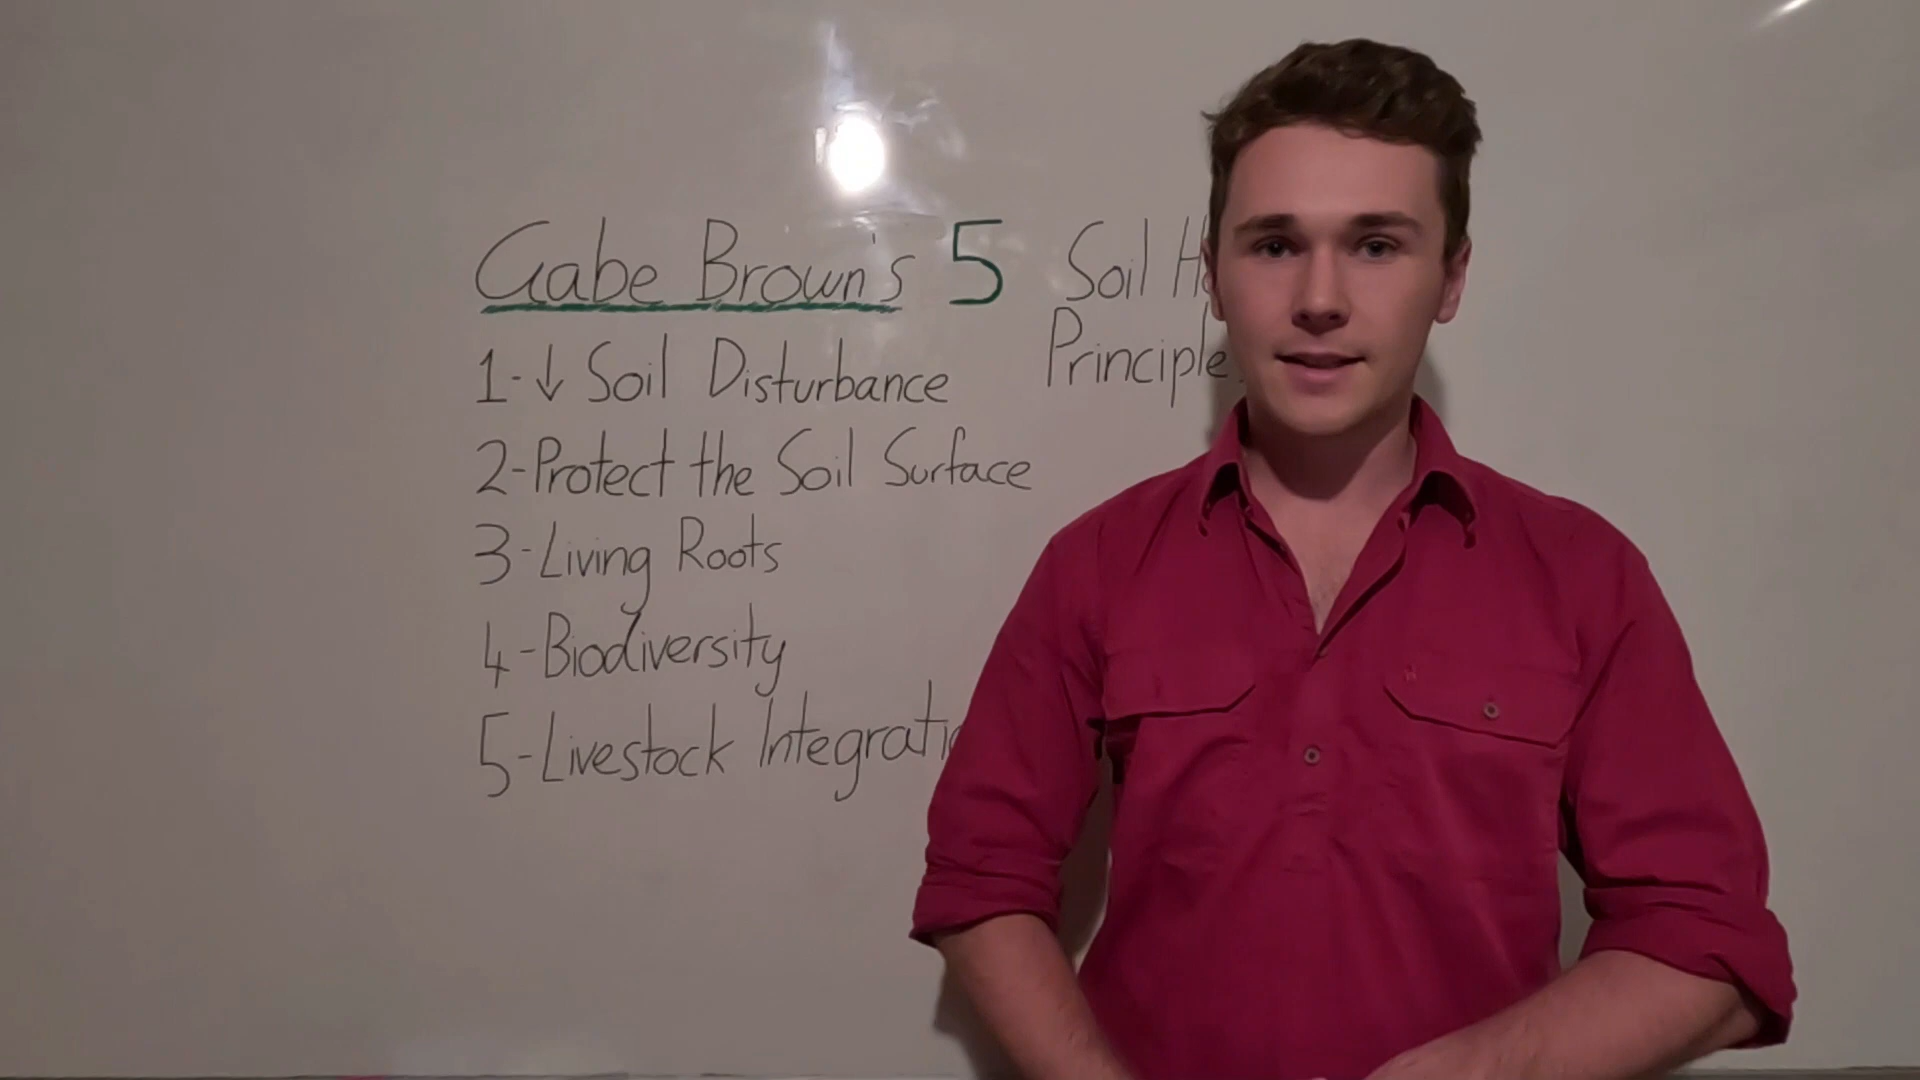 Gabe Brown's 5 Soil
Principle
1-↓ Soil Disturbance
2-Protect the Soil Surface
3-Living Roots
4-Biodiversity
5-Livestock